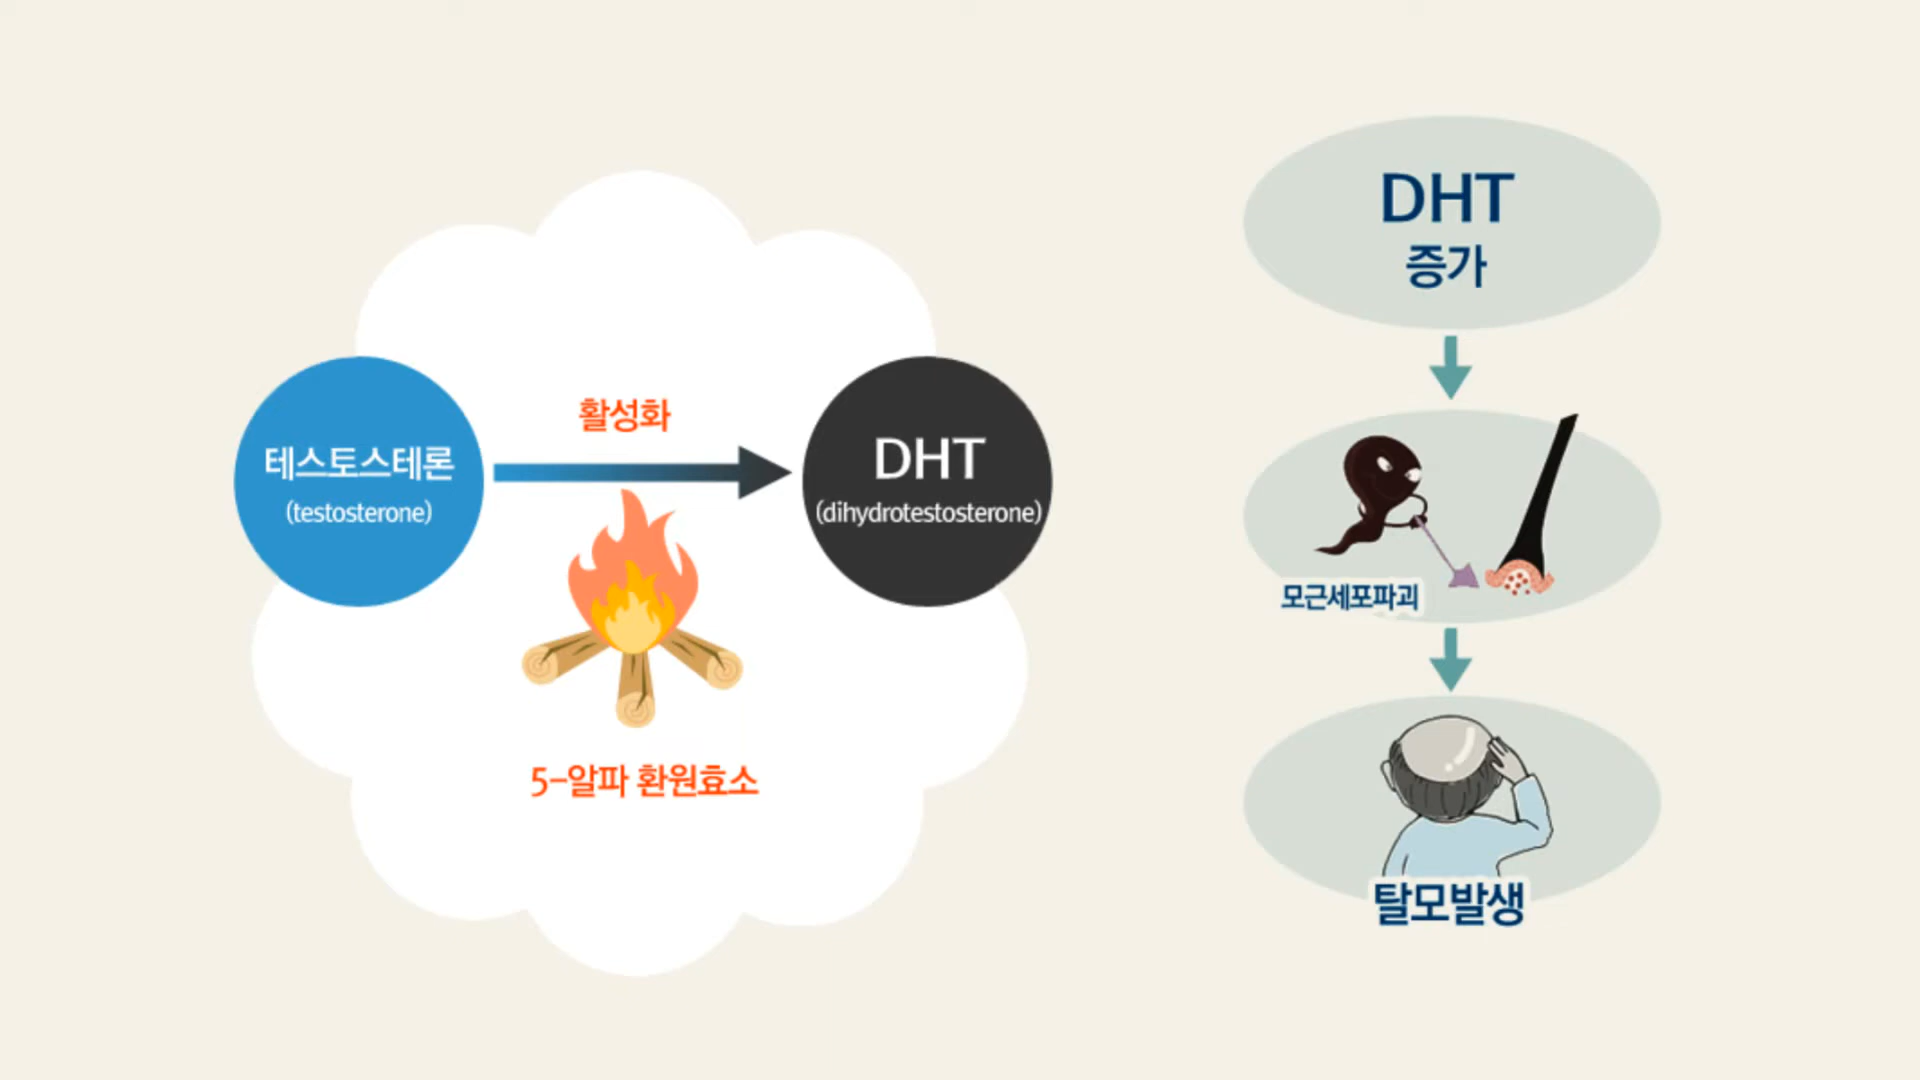 활성화
테스토스테론
(testosterone)
DHT
(dihydrotestosterone)
5-알파 환원효소
DHT
증가
모근세포파괴
탈모발생